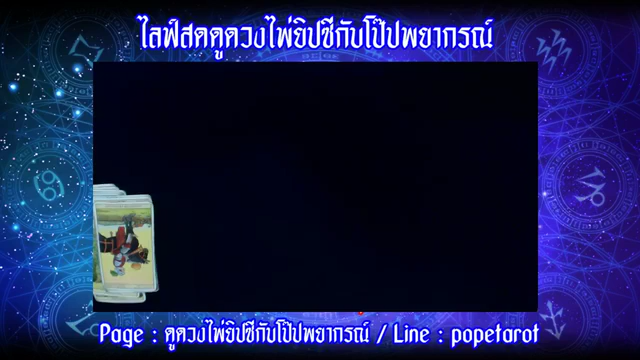 ไลฟ์สดดูดวงไพ่ยิปซีกับโป๊ปพยากรณ์
Page : ดูดวงไพ่ยิปซีกับโป๊ปพยากรณ์ / Line : popetarot